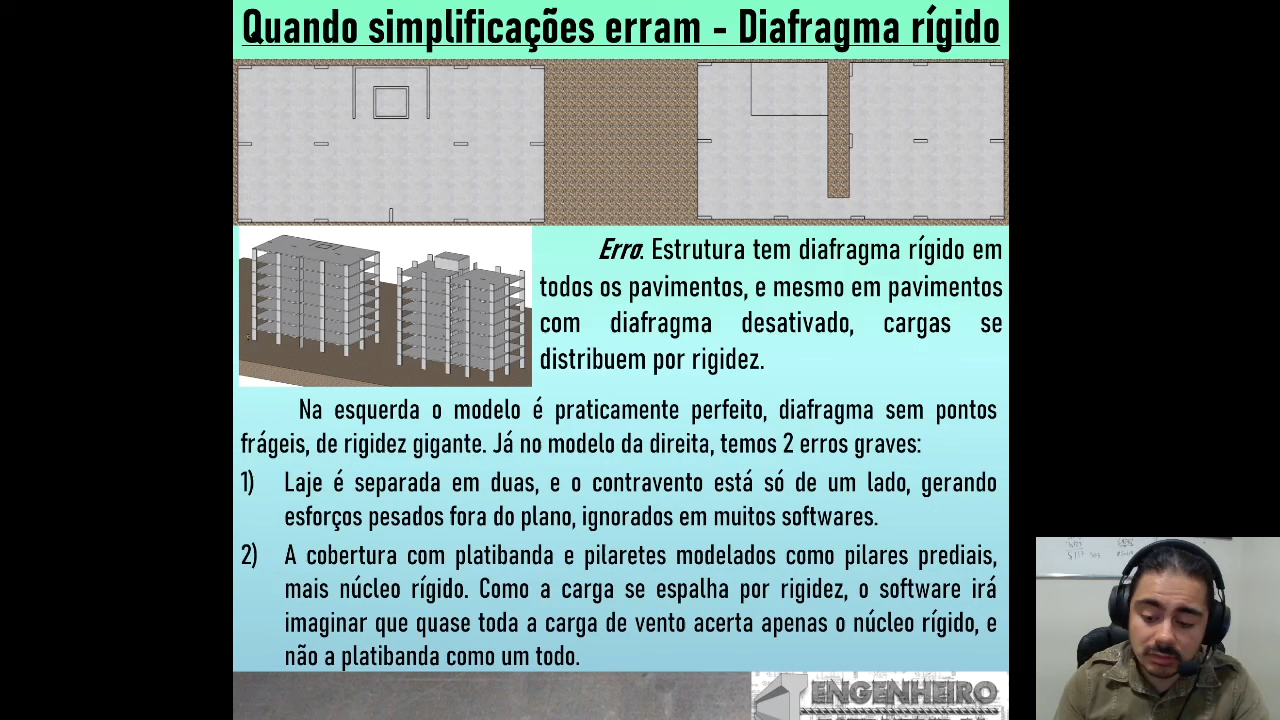 Quando simplificações erram - Diafragma rígido
Erro: Estrutura tem diafragma rígido em
todos os pavimentos, e mesmo em pavimentos
com diafragma desativado, cargas se
distribuem por rigidez.
Na esquerda o modelo é praticamente perfeito, diafragma sem pontos
frágeis, de rigidez gigante. Já no modelo da direita, temos 2 erros graves:
1) Laje é separada em duas, e o contravento está só de um lado, gerando
esforços pesados fora do plano, ignorados em muitos softwares.
2) A cobertura com platibanda e pilaretes modelados como pilares prediais,
mais núcleo rígido. Como a carga se espalha por rigidez, o software irá
imaginar que quase toda a carga de vento acerta apenas o núcleo rígido, e
não a platibanda como um todo.
ENGENHEIRO